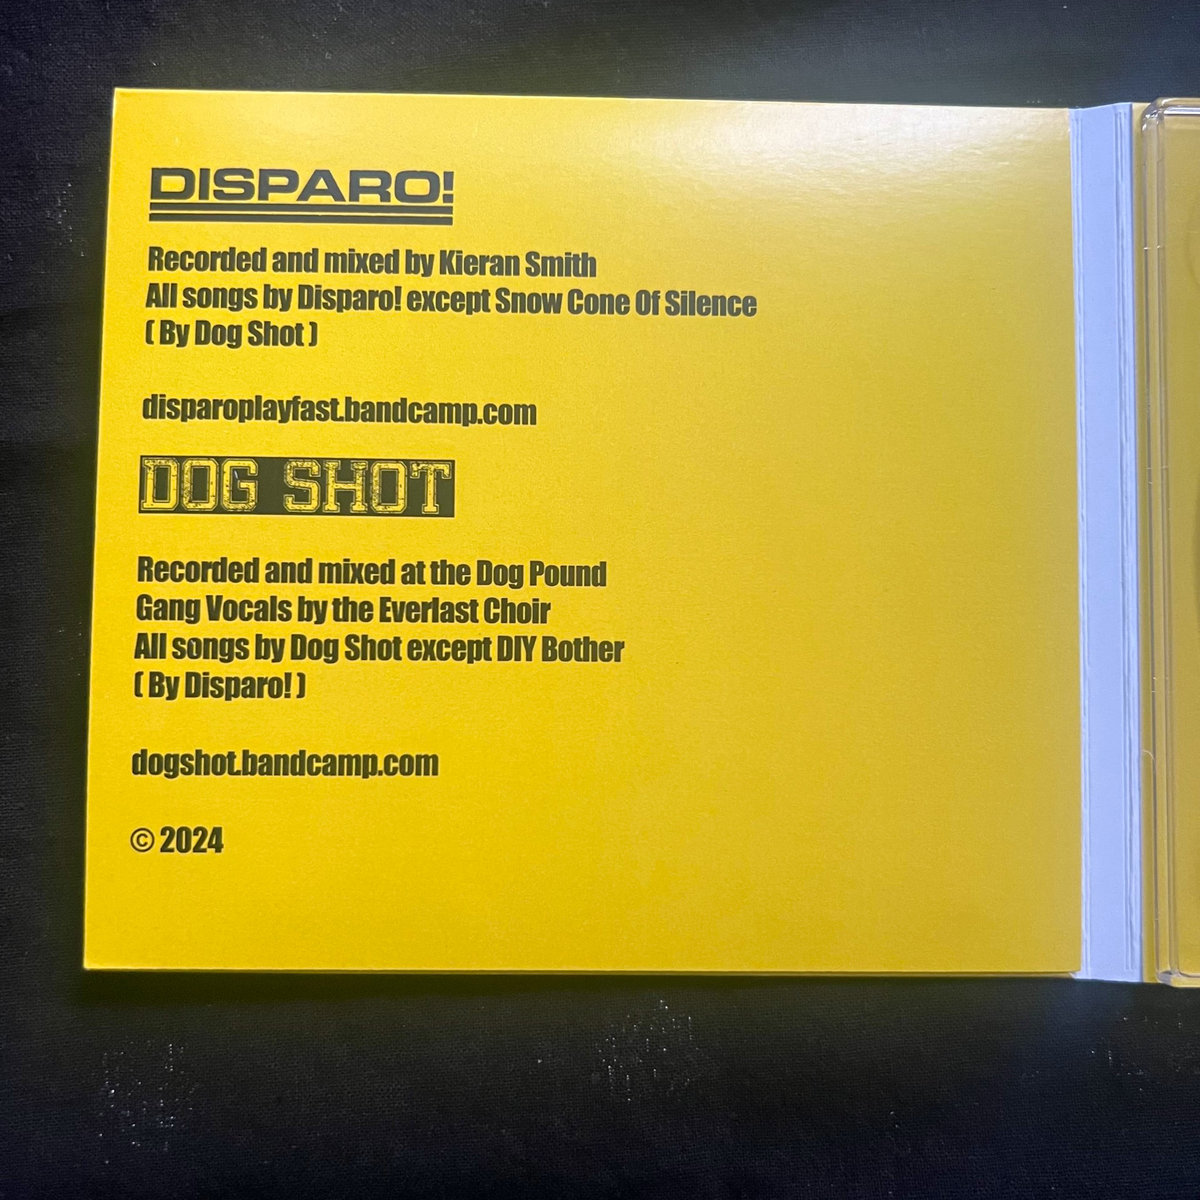 DISPARO!
Recorded and mixed by Kieran Smith
All songs by Disparo! except Snow Cone Of Silence
( By Dog Shot )
disparoplayfast.bandcamp.com
DOG SHOT
Recorded and mixed at the Dog Pound
Gang Vocals by the Everlast Choir
All songs by Dog Shot except DIY Bother
( By Disparo! )
dogshot.bandcamp.com
© 2024